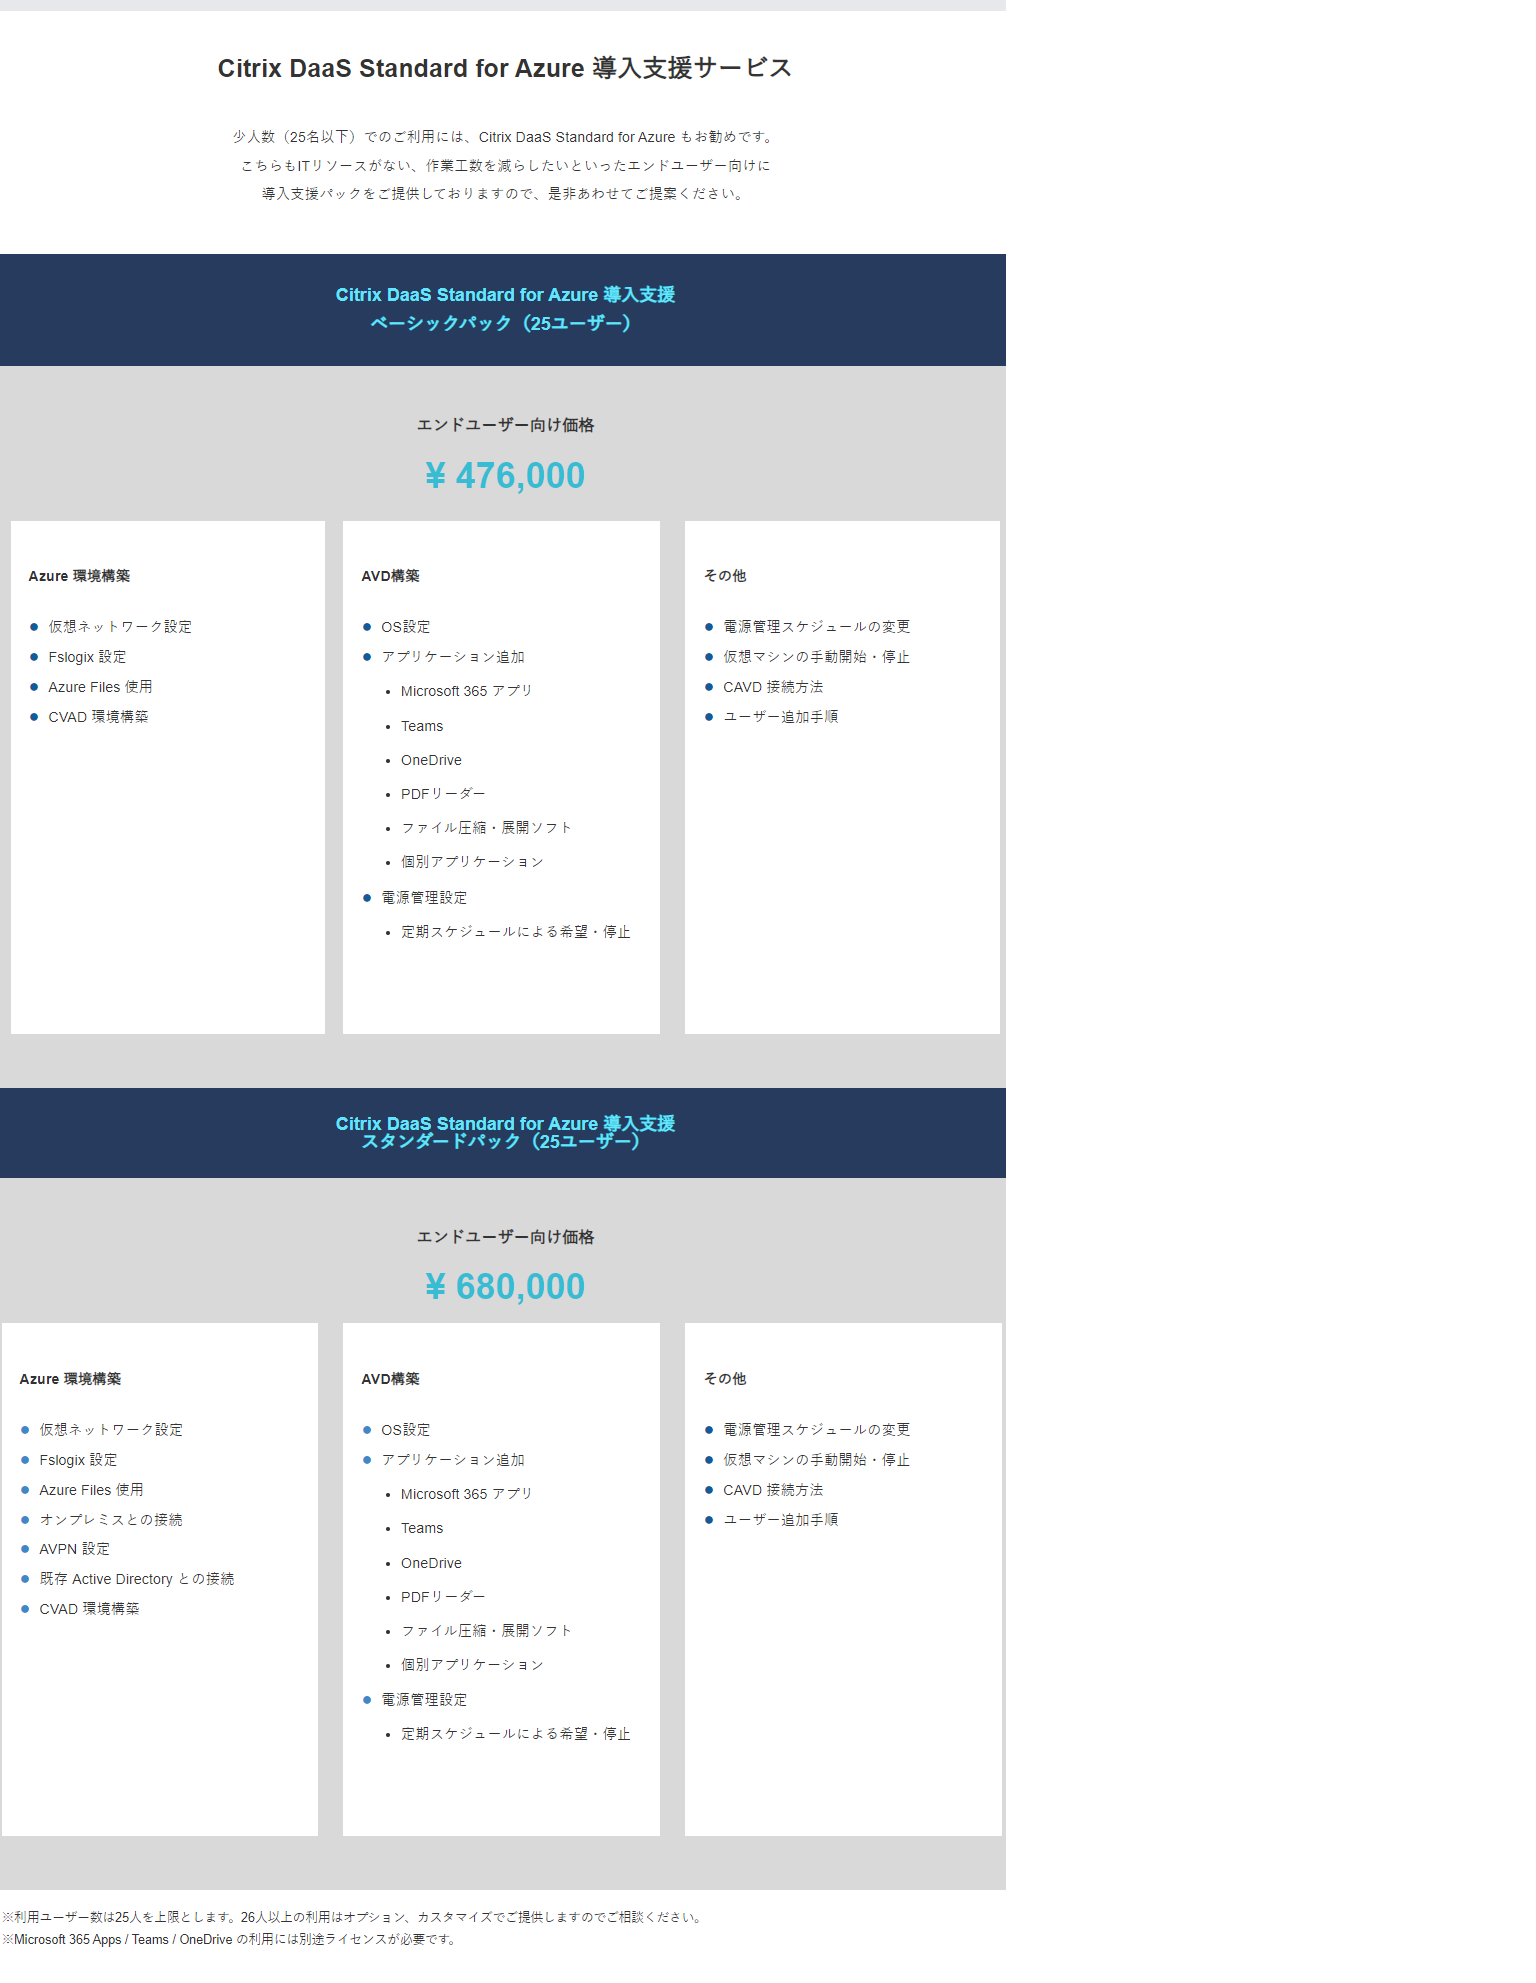 Citrix DaaS Standard for Azure 導入支援サービス
少人数（25名以下）でのご利用には、Citrix DaaS Standard for Azure もお勧めです。
こちらもITリソースがない、作業工数を減らしたいといったエンドユーザー向けに
導入支援パックをご提供しておりますので、是非あわせてご提案ください。
Citrix DaaS Standard for Azure 導入支援
ベーシックパック（25ユーザー）
エンドユーザー向け価格
¥ 476,000
Azure 環境構築
仮想ネットワーク設定
Fslogix 設定
Azure Files 使用
CVAD 環境構築
AVD構築
OS設定
アプリケーション追加
Microsoft 365 アプリ
Teams
OneDrive
PDFリーダー
ファイル圧縮・展開ソフト
個別アプリケーション
電源管理設定
定期スケジュールによる希望・停止
その他
電源管理スケジュールの変更
仮想マシンの手動開始・停止
CAVD 接続方法
ユーザー追加手順
Citrix DaaS Standard for Azure 導入支援
スタンダードパック（25ユーザー）
エンドユーザー向け価格
¥ 680,000
Azure 環境構築
仮想ネットワーク設定
Fslogix 設定
Azure Files 使用
オンプレミスとの接続
AVPN 設定
既存 Active Directory との接続
CVAD 環境構築
AVD構築
OS設定
アプリケーション追加
Microsoft 365 アプリ
Teams
OneDrive
PDFリーダー
ファイル圧縮・展開ソフト
個別アプリケーション
電源管理設定
定期スケジュールによる希望・停止
その他
電源管理スケジュールの変更
仮想マシンの手動開始・停止
CAVD 接続方法
ユーザー追加手順
※利用ユーザー数は25人を上限とします。26人以上の利用はオプション、カスタマイズでご提供しますのでご相談ください。
※Microsoft 365 Apps / Teams / OneDrive の利用には別途ライセンスが必要です。